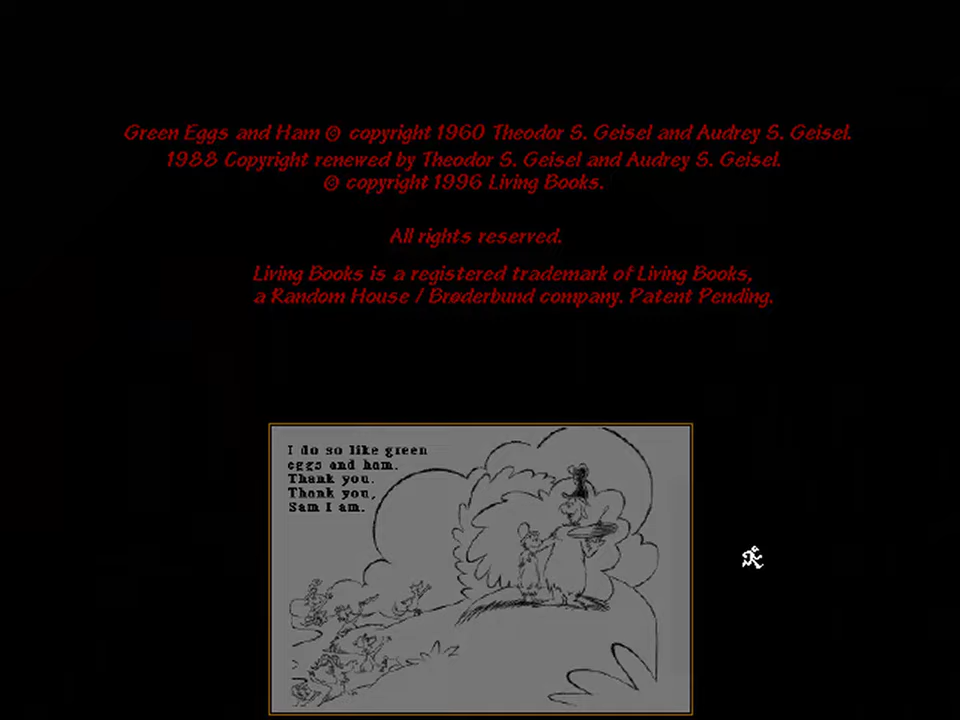 Green Eggs and Ham © copyright 1960 Theodor S. Geisel and Audrey S. Geisel.
1988 Copyright renewed by Theodor S. Geisel and Audrey S. Geisel.
© copyright 1996 Living Books.
All rights reserved.
Living Books is a registered trademark of Living Books,
a Random House / Brøderbund company. Patent Pending.
I do so like green
eggs and ham.
Thank you.
Thank you,
Sam I am.